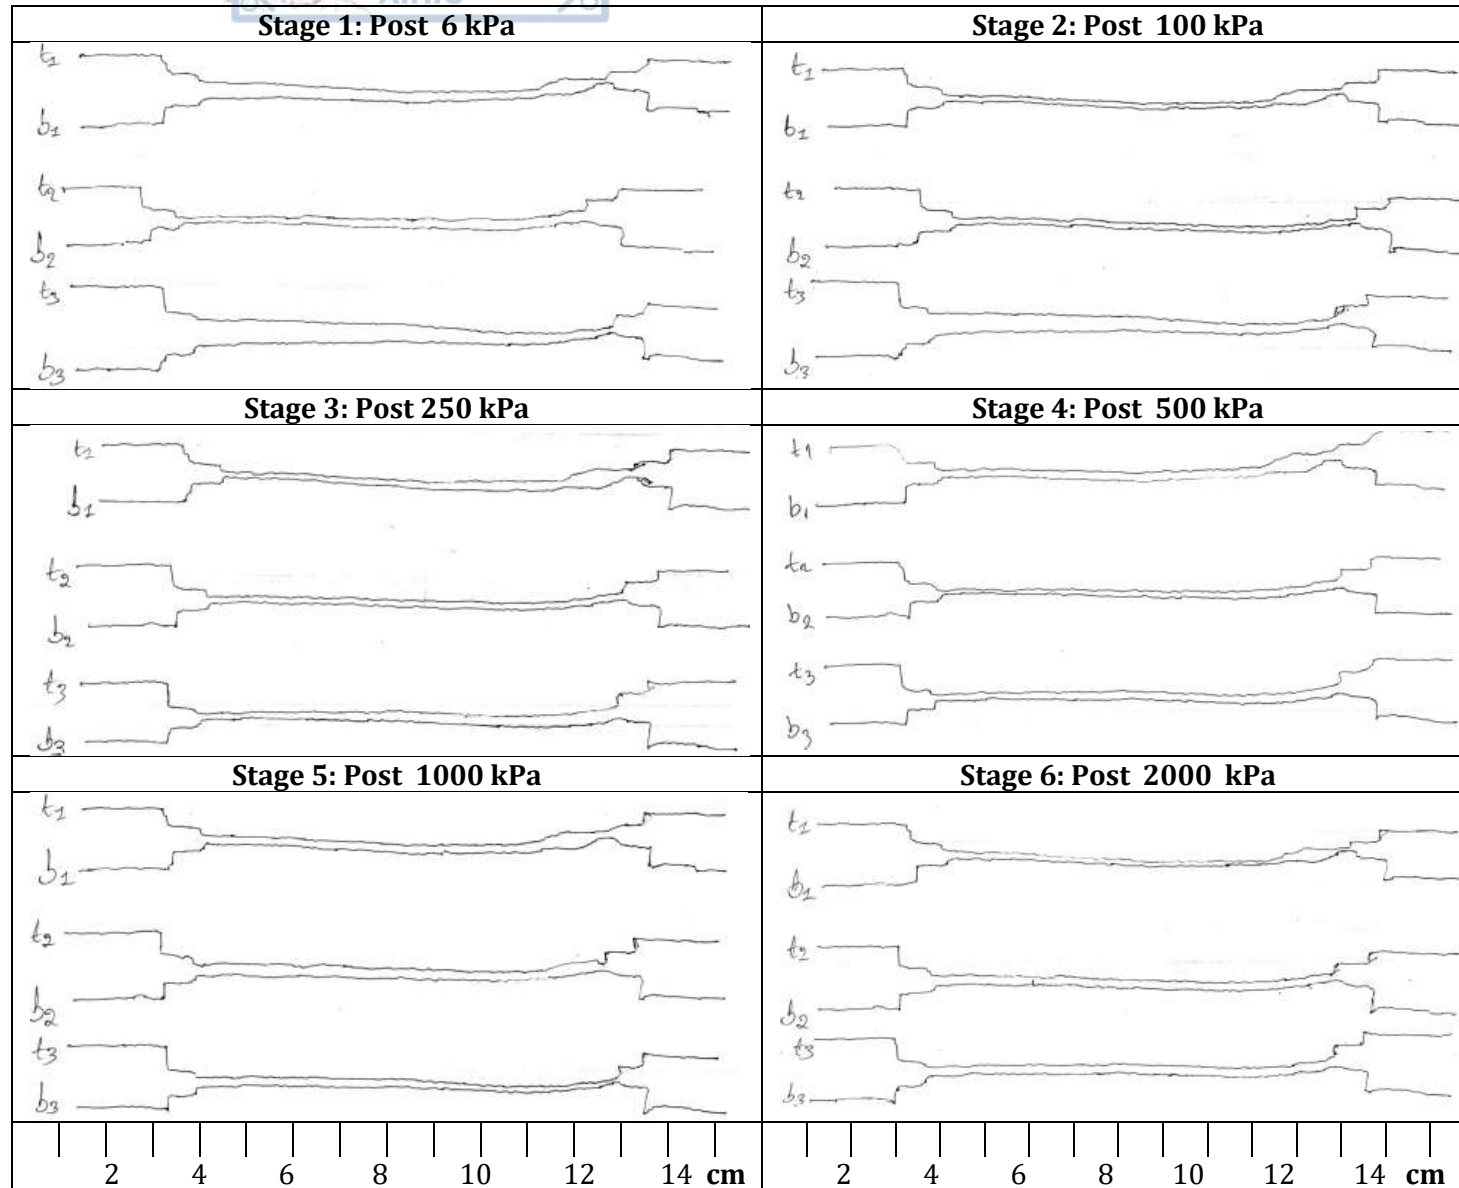 Stage 1: Post 6 kPa
t1
b1
t2
b2
t3
b3
Stage 2: Post 100 kPa
t1
b1
t2
b2
t3
b3
Stage 3: Post 250 kPa
t1
b1
t2
b2
t3
b3
Stage 4: Post 500 kPa
t1
b1
t2
b2
t3
b3
Stage 5: Post 1000 kPa
t1
b1
t2
b2
t3
b3
Stage 6: Post 2000 kPa
t1
b1
t2
b2
t3
b3
2 4 6 8 10 12 14 cm
2 4 6 8 10 12 14 cm